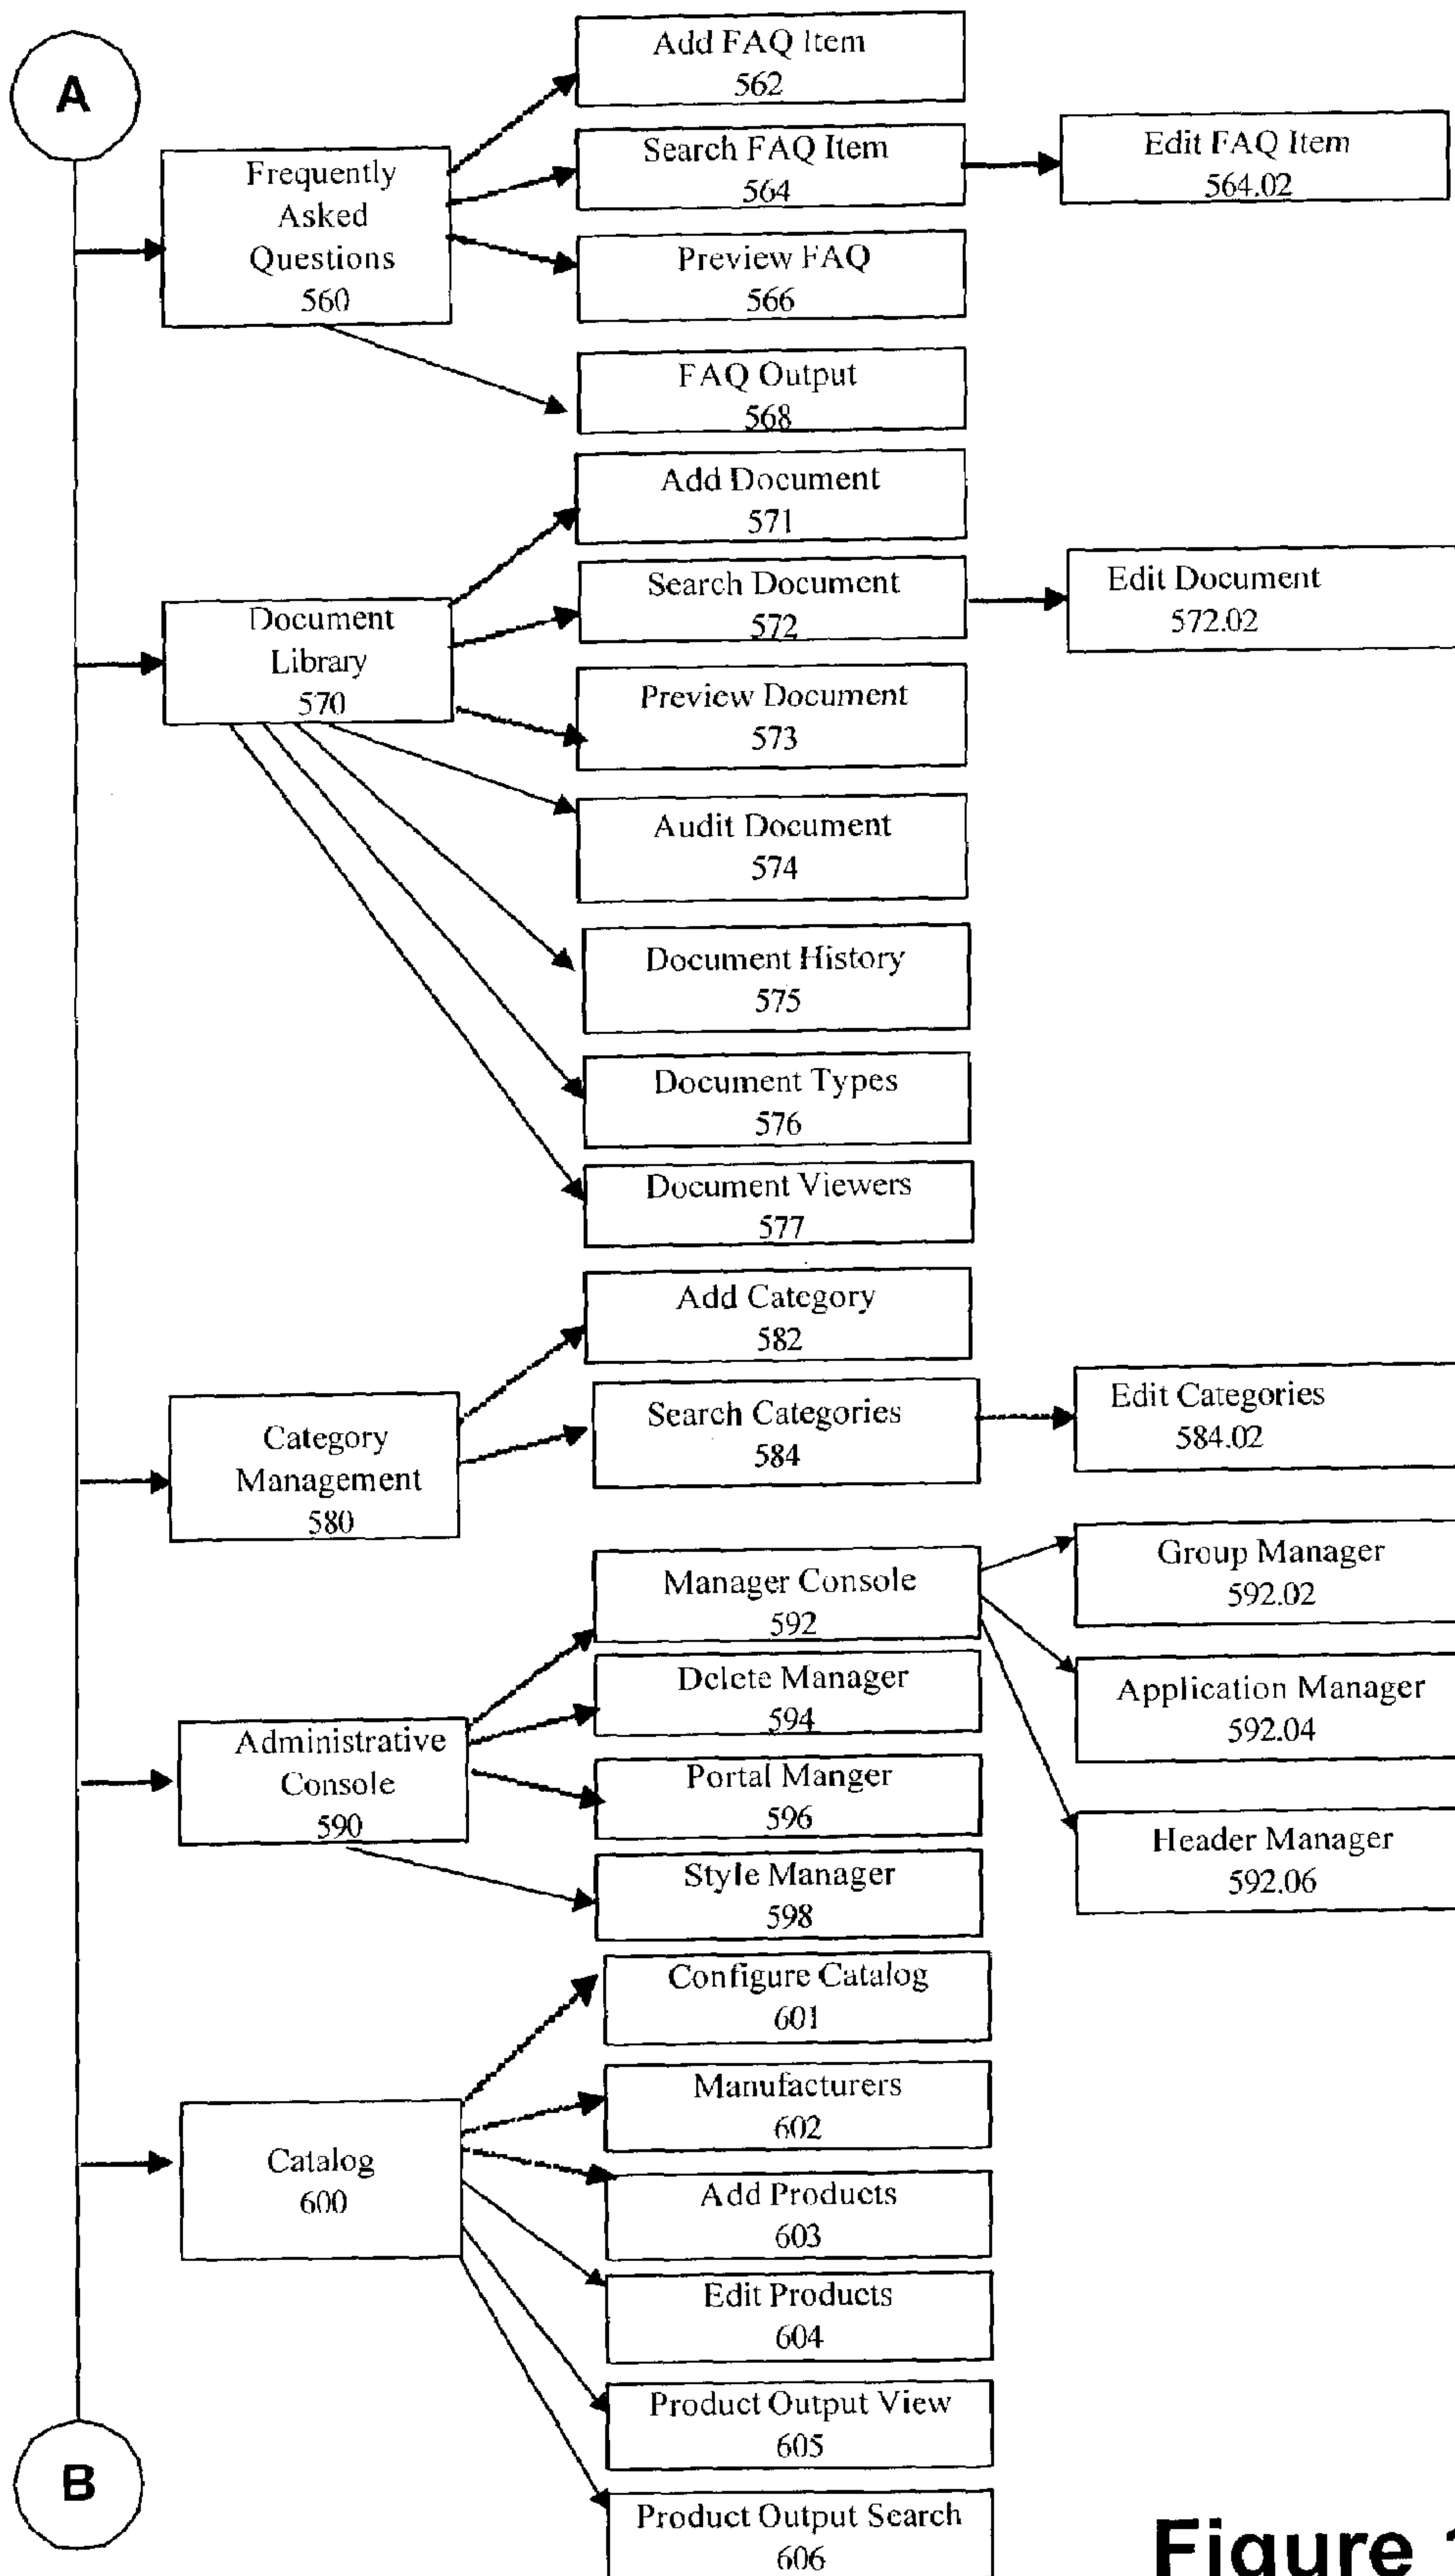 A
Add FAQ Item
562
Search FAQ Item
564
Edit FAQ Item
564.02
Frequently
Asked
Questions
560
Preview FAQ
566
FAQ Output
568
Add Document
571
Search Document
572
Edit Document
572.02
Document
Library
570
Preview Document
573
Audit Document
574
Document History
575
Document Types
576
Document Viewers
577
Add Category
582
Category
Management
580
Search Categories
584
Edit Categories
584.02
Manager Console
592
Group Manager
592.02
Delete Manager
594
Application Manager
592.04
Administrative
Console
590
Portal Manger
596
Header Manager
592.06
Style Manager
598
Configure Catalog
601
Manufacturers
602
Catalog
600
Add Products
603
Edit Products
604
Product Output View
605
B
Product Output Search
606
Figure